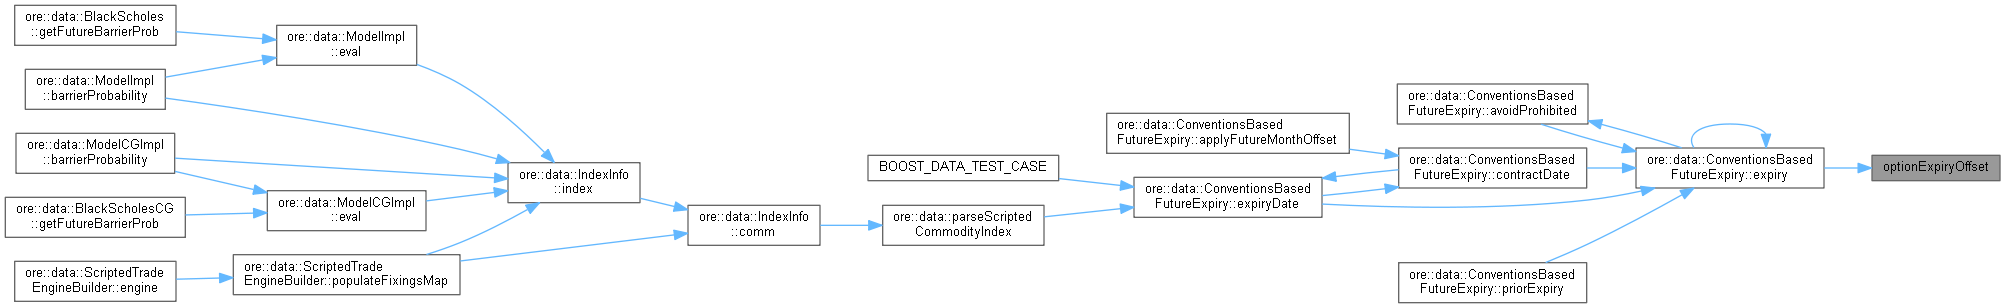 ore::data::BlackScholes
::getFutureBarrierProb
ore::data::ModelImpl
::barrierProbability
ore::data::ModelCGImpl
::barrierProbability
ore::data::BlackScholesCG
::getFutureBarrierProb
ore::data::ScriptedTrade
EngineBuilder::engine
ore::data::ModelImpl
::eval
ore::data::ModelCGImpl
::eval
ore::data::ScriptedTrade
EngineBuilder::populateFixingsMap
ore::data::IndexInfo
::index
ore::data::IndexInfo
::comm
BOOST_DATA_TEST_CASE
ore::data::parseScripted
CommodityIndex
ore::data::ConventionsBased
FutureExpiry::applyFutureMonthOffset
ore::data::ConventionsBased
FutureExpiry::expiryDate
ore::data::ConventionsBased
FutureExpiry::avoidProhibited
ore::data::ConventionsBased
FutureExpiry::contractDate
ore::data::ConventionsBased
FutureExpiry::priorExpiry
ore::data::ConventionsBased
FutureExpiry::expiry
optionExpiryOffset